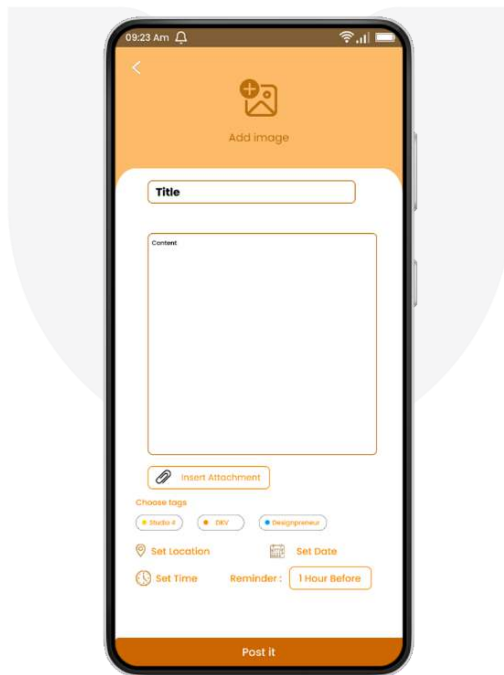 09:23 Am
Add image
Title
Content
Insert Attachment
Choose tags
Studio 4 DKV Designpreneur
Set Location Set Date
Set Time Reminder : 1 Hour Before
Post it